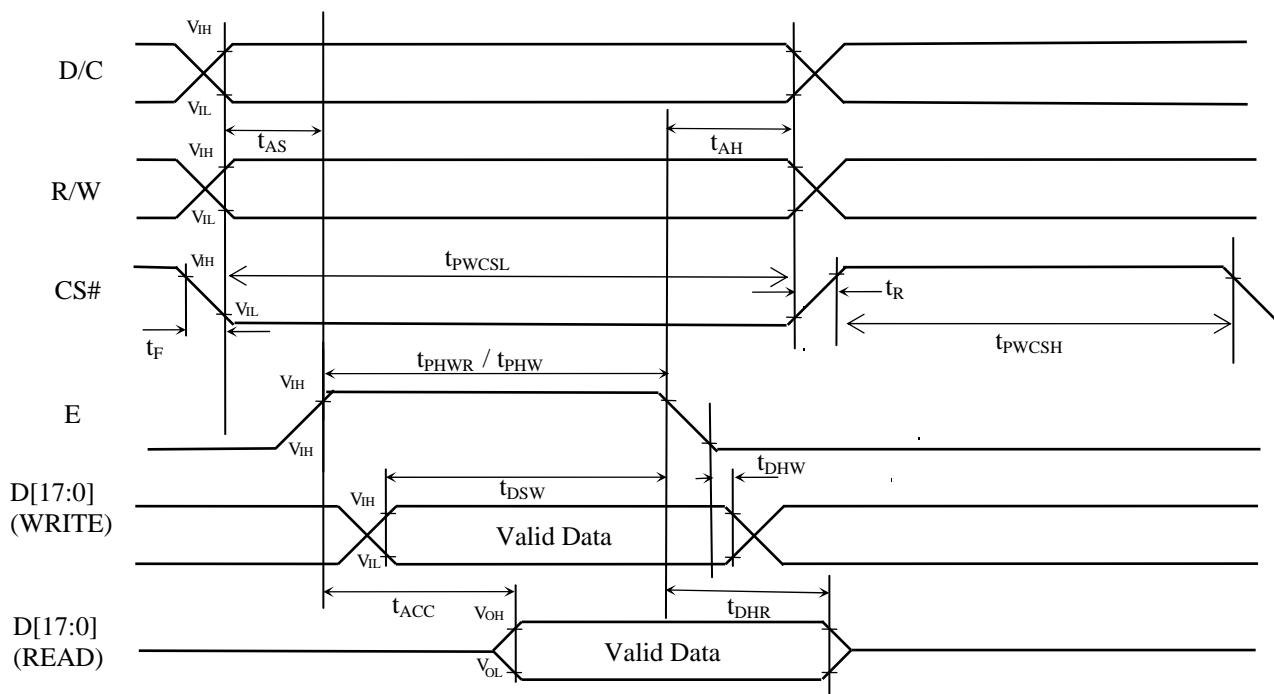 VIH
D/C
VIL
tAS
tAH
VIH
R/W
VIL
VIH
tPWCSL
CS#
tR
VIL
tF
tPWCSH
tPHWR / tPHW
VIH
E
VIH
tDHW
D[17:0]
(WRITE)
VIH
tDSW
Valid Data
VIL
tACC
tDHR
D[17:0]
(READ)
VOH
Valid Data
VOL